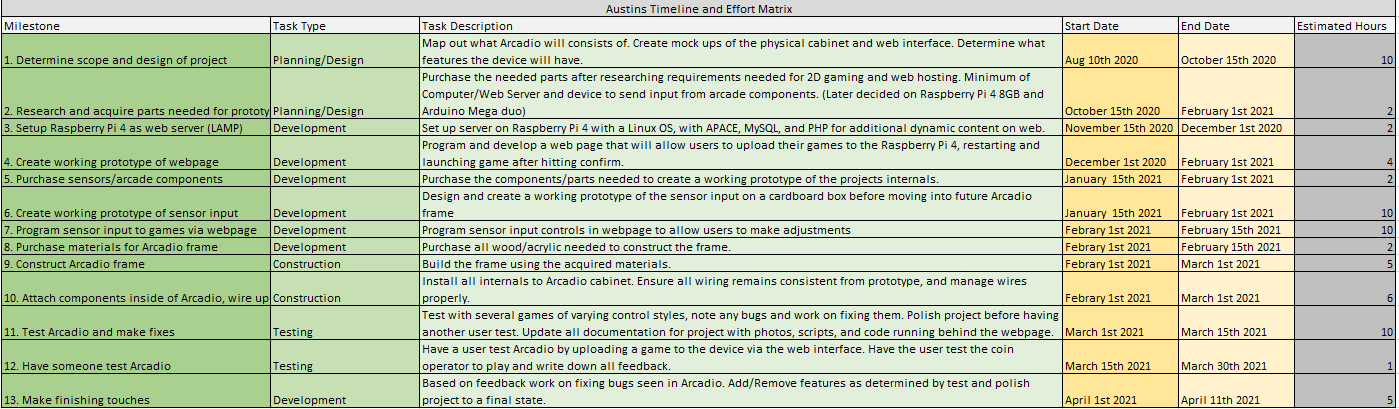 Austins Timeline and Effort Matrix
Milestone Task Type Task Description Start Date End Date Estimated Hours
Map out what Arcadio will consists of. Create mock ups of the physical cabinet and web interface. Determine what
1. Determine scope and design of project Planning/Design features the device will have. Aug 10th 2020 October 15th 2020 10
Purchase the needed parts after researching requirements needed for 2D gaming and web hosting. Minimum of
Computer/Web Server and device to send input from arcade components. (Later decided on Raspberry Pi 4 8GB and
2. Research and acquire parts needed for prototy Planning/Design Arduino Mega duo) October 15th 2020 February 1st 2021 2
3. Setup Raspberry Pi 4 as web server (LAMP) Development Set up server on Raspberry Pi 4 with a Linux OS, with APACE, MySQL, and PHP for additional dynamic content on web. November 15th 2020 December 1st 2020 2
Program and develop a web page that will allow users to upload their games to the Raspberry Pi 4, restarting and
4. Create working prototype of webpage Development launching game after hitting confirm. December 1st 2020 February 1st 2021 4
5. Purchase sensors/arcade components Development Purchase the components/parts needed to create a working prototype of the projects internals. January 15th 2021 February 1st 2021 2
Design and create a working prototype of the sensor input on a cardboard box before moving into future Arcadio
6. Create working prototype of sensor input Development frame January 15th 2021 February 1st 2021 10
7. Program sensor input to games via webpage Development Program sensor input controls in webpage to allow users to make adjustments Febrary 1st 2021 February 15th 2021 10
8. Purchase materials for Arcadio frame Development Purchase all wood/acrylic needed to construct the frame. Febrary 1st 2021 February 15th 2021 2
9. Construct Arcadio frame Construction Build the frame using the acquired materials. Febrary 1st 2021 March 1st 2021 5
Install all internals to Arcadio cabinet. Ensure all wiring remains consistent from prototype, and manage wires
10. Attach components inside of Arcadio, wire up Construction properly. Febrary 1st 2021 March 1st 2021 6
Test with several games of varying control styles, note any bugs and work on fixing them. Polish project before having
11. Test Arcadio and make fixes Testing another user test. Update all documentation for project with photos, scripts, and code running behind the webpage. March 1st 2021 March 15th 2021 10
Have a user test Arcadio by uploading a game to the device via the web interface. Have the user test the coin
12. Have someone test Arcadio Testing operator to play and write down all feedback. March 15th 2021 March 30th 2021 1
Based on feedback work on fixing bugs seen in Arcadio. Add/Remove features as determined by test and polish
13. Make finishing touches Development project to a final state. April 1st 2021 April 11th 2021 5